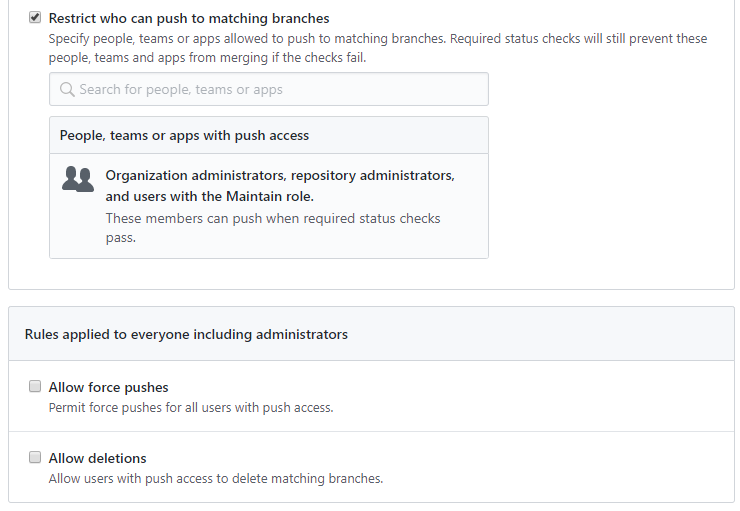 Restrict who can push to matching branches
Specify people, teams or apps allowed to push to matching branches. Required status checks will still prevent these
people, teams and apps from merging if the checks fail.
Search for people, teams or apps
People, teams or apps with push access
Organization administrators, repository administrators,
and users with the Maintain role.
These members can push when required status checks
pass.
Rules applied to everyone including administrators
Allow force pushes
Permit force pushes for all users with push access.
Allow deletions
Allow users with push access to delete matching branches.